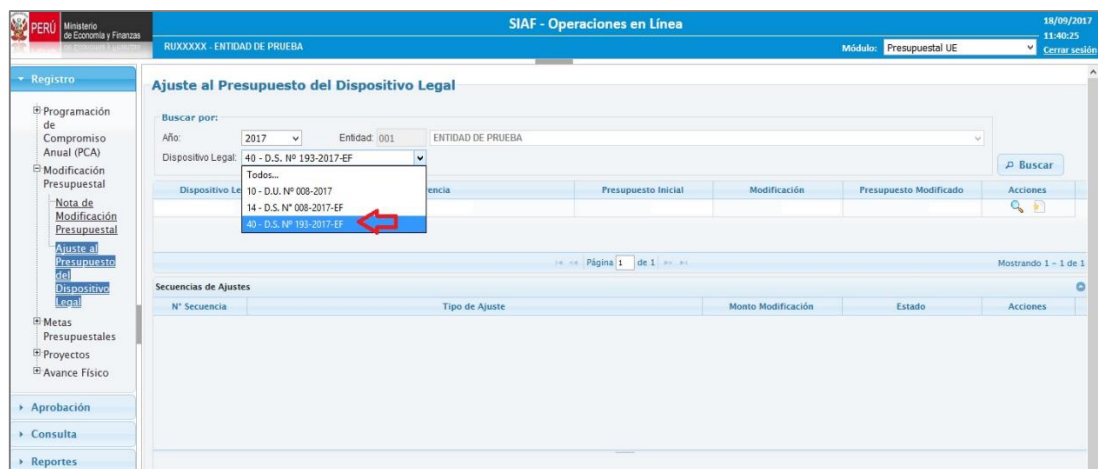 PERÚ
Ministerio
de Economía y Finanzas
SIAF - Operaciones en Línea
18/09/2017
11:40:25
RUXXXXX - ENTIDAD DE PRUEBA
Módulo: Presupuestal UE
Cerrar sesión
Registro
Programación
de
Compromiso
Anual (PCA)
Modificación
Presupuestal
Nota de
Modificación
Presupuestal
Ajuste al
Presupuesto
del
Dispositivo
Legal
Metas
Presupuestales
Proyectos
Avance Físico
Aprobación
Consulta
Reportes
Ajuste al Presupuesto del Dispositivo Legal
Buscar por:
Año: 2017 Entidad: 001 ENTIDAD DE PRUEBA
Dispositivo Legal: 40 - D.S. Nº 193-2017-EF
Todos...
10 - D.U. Nº 008-2017
14 - D.S. N° 008-2017-EF
40 - D.S. Nº 193-2017-EF
Buscar
Dispositivo Le rencia Presupuesto Inicial Modificación Presupuesto Modificado Acciones
Página 1 de 1 Mostrando 1 - 1 de 1
Secuencias de Ajustes
N° Secuencia Tipo de Ajuste Monto Modificación Estado Acciones